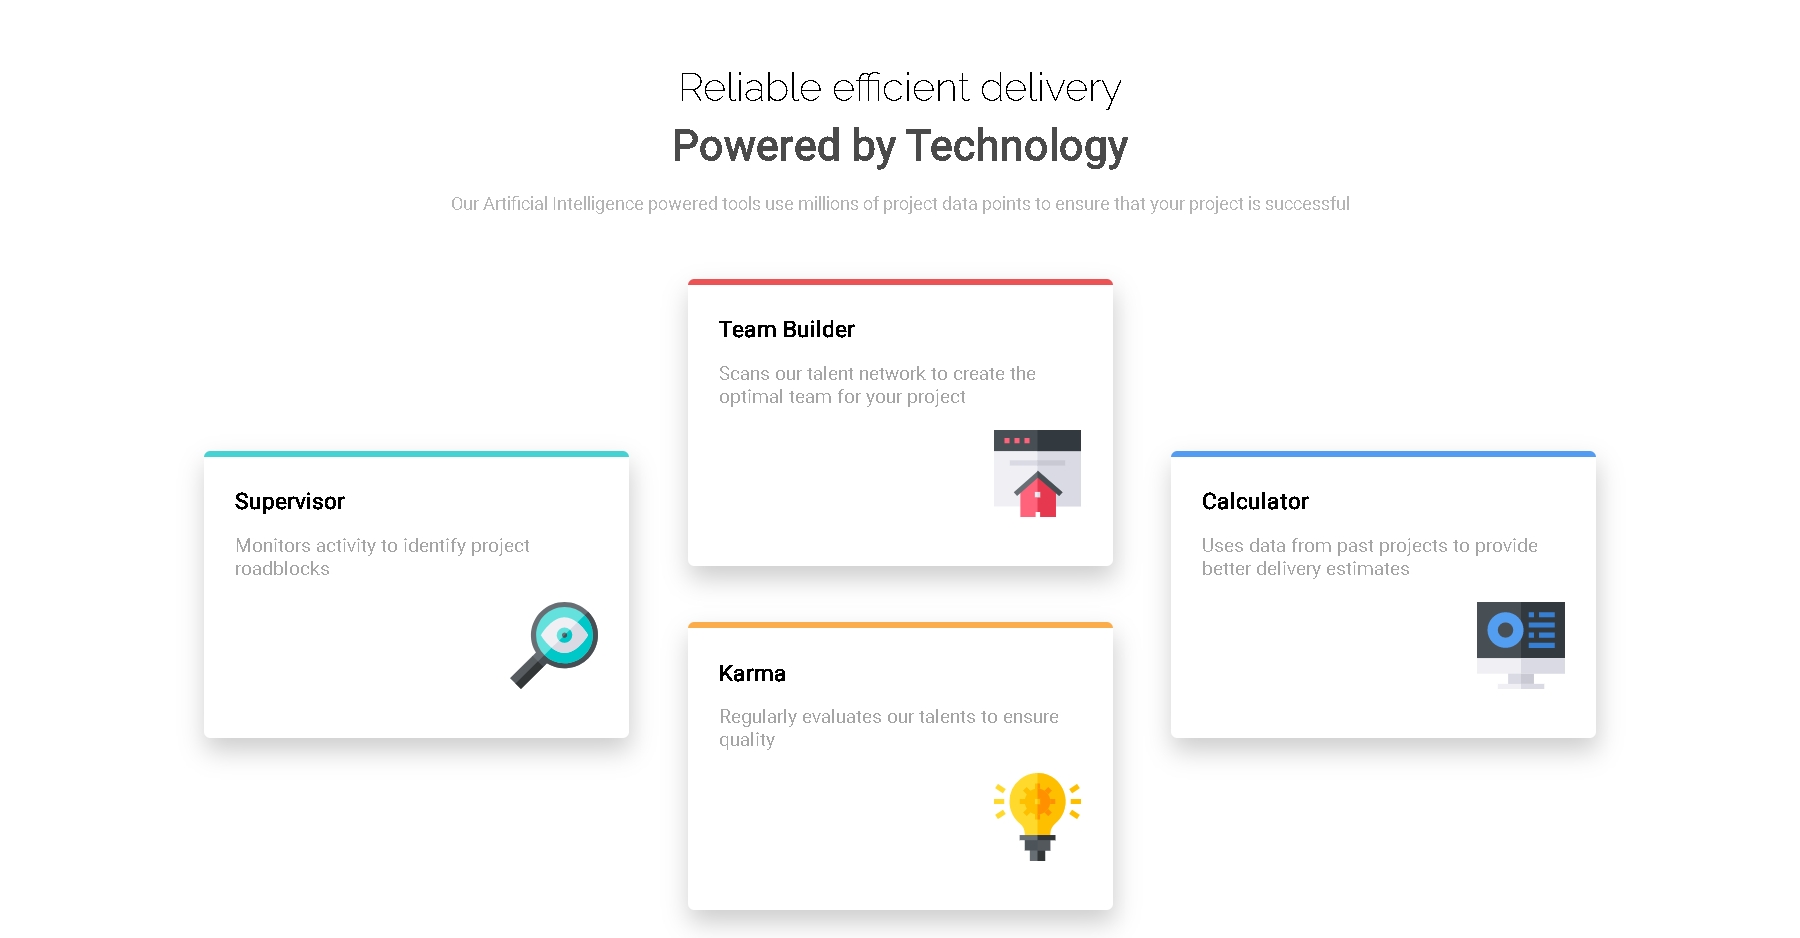 Reliable efficient delivery
Powered by Technology
Our Artificial Intelligence powered tools use millions of project data points to ensure that your project is successful
Team Builder
Scans our talent network to create the
optimal team for your project
Supervisor
Monitors activity to identify project
roadblocks
Calculator
Uses data from past projects to provide
better delivery estimates
Karma
Regularly evaluates our talents to ensure
quality